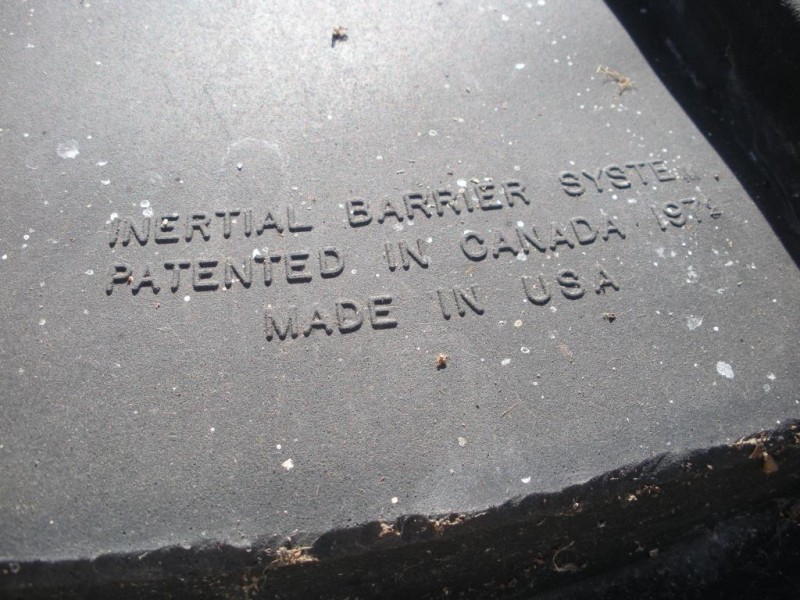 INERTIAL BARRIER SYSTEM
PATENTED IN CANADA
MADE IN USA